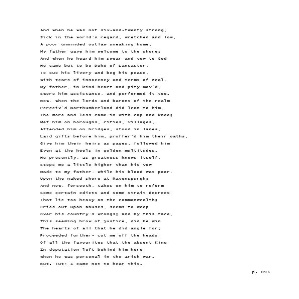 And when he was not six-and-twenty strong,
Sick in the world's regard, wretched and low,
A poor unminded outlaw sneaking home,
My father gave him welcome to the shore;
And when he heard him swear and vow to God
He came but to be Duke of Lancaster,
To sue his livery and beg his peace,
With tears of innocency and terms of zeal,
My father, in kind heart and pity mov'd,
Swore him assistance, and perform'd it too.
Now, when the lords and barons of the realm
Perceiv'd Northumberland did lean to him,
The more and less came in with cap and knee;
Met him on boroughs, cities, villages,
Attended him on bridges, stood in lanes,
Laid gifts before him, proffer'd him their oaths,
Give him their heirs as pages, followed him
Even at the heels in golden multitudes.
He presently, as greatness knows itself,
Steps me a little higher than his vow
Made to my father, while his blood was poor,
Upon the naked shore at Ravenspurgh;
And now, forsooth, takes on him to reform
Some certain edicts and some strait decrees
That lie too heavy on the commonwealth;
Cries out upon abuses, seems to weep
Over his country's wrongs; and by this face,
This seeming brow of justice, did he win
The hearts of all that he did angle for;
Proceeded further- cut me off the heads
Of all the favourites that the absent King
In deputation left behind him here
When he was personal in the Irish war.
But. Tut! I came not to hear this.